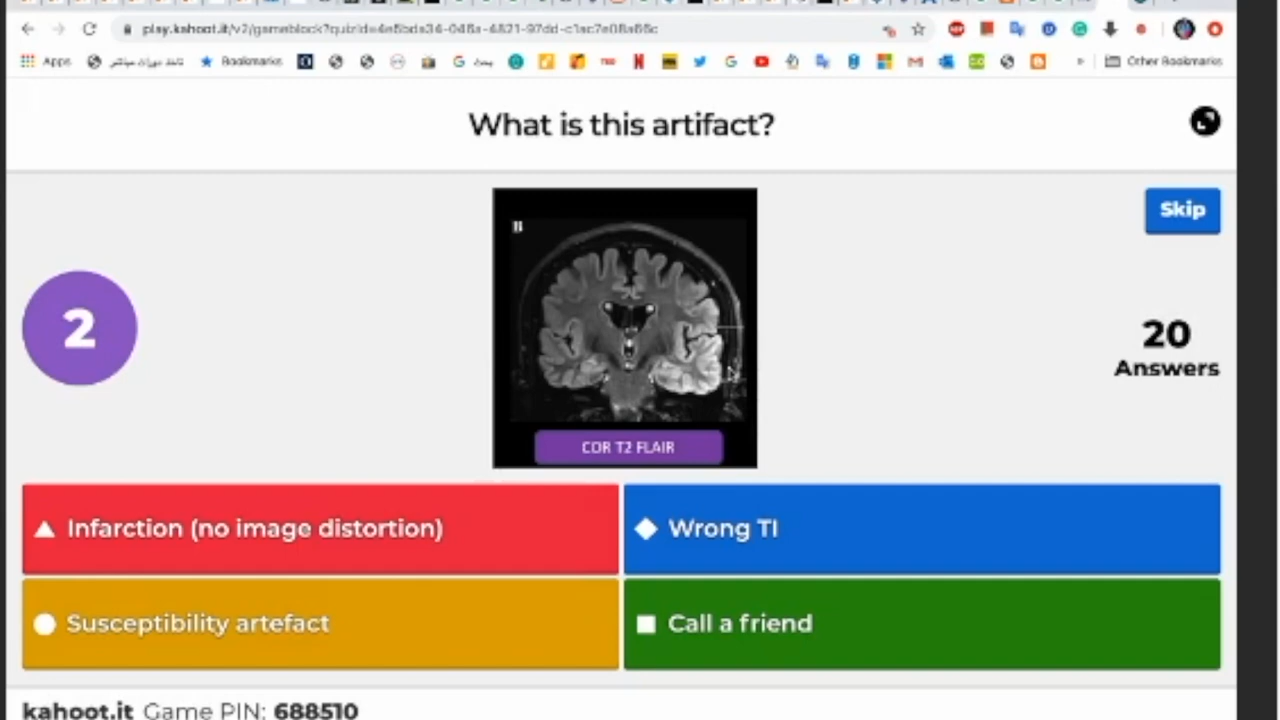 Apps
Bookmarks
Other Bookmarks
What is this artifact?
Skip
2
20
Answers
COR T2 FLAIR
Infarction (no image distortion)
Wrong TI
Susceptibility artefact
Call a friend
kahoot.it Game PIN: 688510